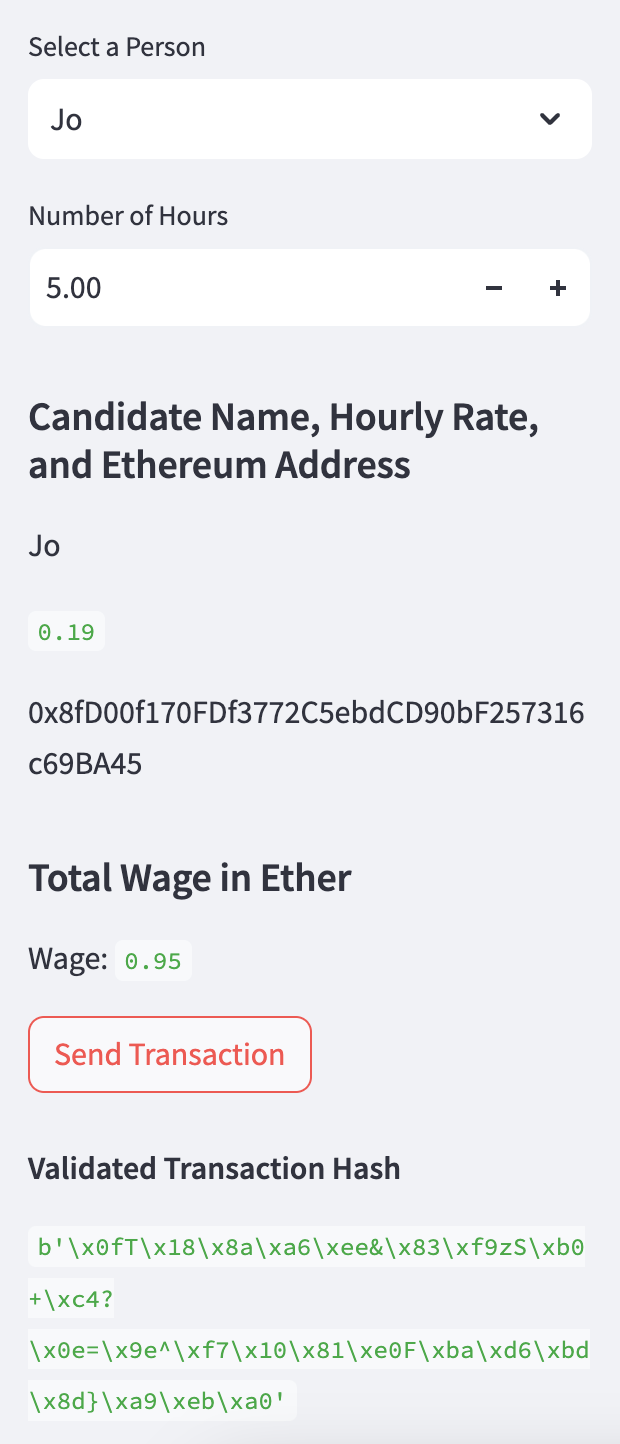 Select a Person
Jo
Number of Hours
5.00
Candidate Name, Hourly Rate,
and Ethereum Address
Jo
0.19
0x8fD00f170FDf3772C5ebdCD90bF257316
c69BA45
Total Wage in Ether
Wage: 0.95
Send Transaction
Validated Transaction Hash
b'\x0fT\x18\x8a\xa6\xee&\x83\xf9zS\xb0
+\xc4?
\x0e=\x9e^\xf7\x10\x81\xe0F\xba\xd6\xbd
\x8d}\xa9\xeb\xa0'